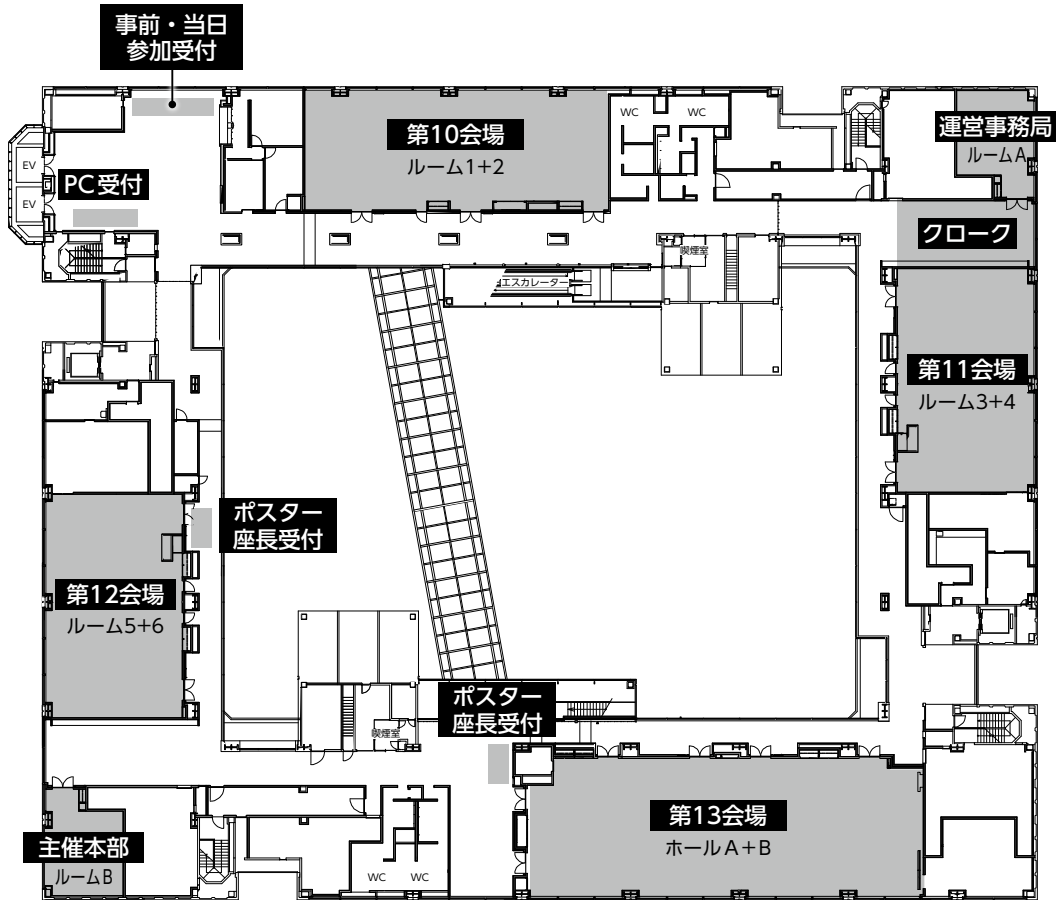 事前・当日
参加受付
第10会場
ルーム1+2
WC
WC
運営事務局
ルームA
EV
EV
PC受付
クローク
喫煙室
エスカレーター
第11会場
ルーム3+4
ポスター
座長受付
第12会場
ルーム5+6
ポスター
座長受付
喫煙室
第13会場
ホールA+B
主催本部
ルームB
WC
WC